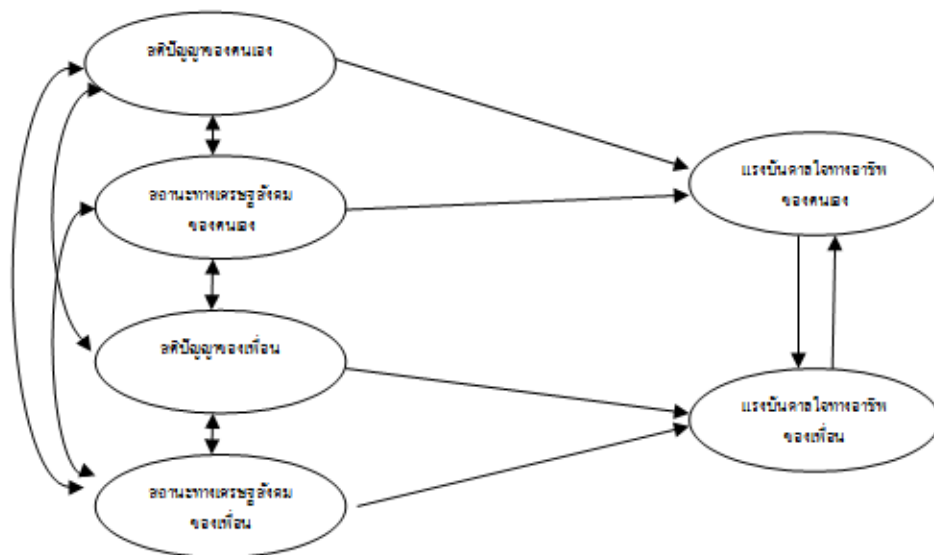 สติปัญญาของตนเอง
สถานะทางเศรษฐสังคม
ของตนเอง
สติปัญญาของเพื่อน
สถานะทางเศรษฐสังคม
ของเพื่อน
แรงบันดาลใจทางอาชีพ
ของตนเอง
แรงบันดาลใจทางอาชีพ
ของเพื่อน